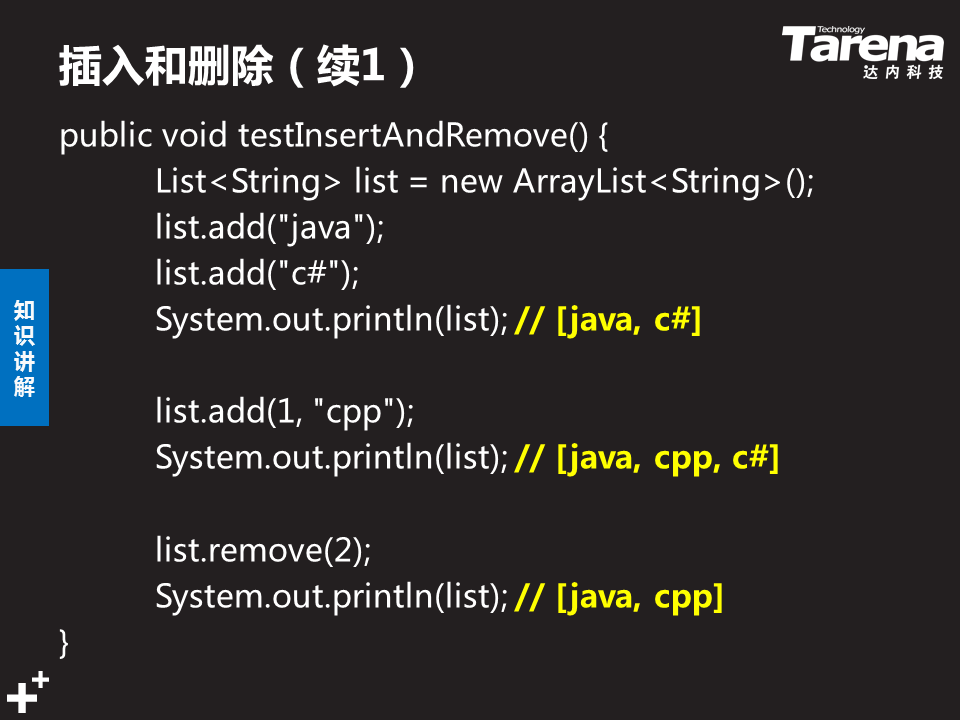 插入和删除（续1）
Technology
Tarena
达内科技
public void testInsertAndRemove() {
List<String> list = new ArrayList<String>();
list.add("java");
list.add("c#");
System.out.println(list); // [java, c#]
list.add(1, "cpp");
System.out.println(list); // [java, cpp, c#]
list.remove(2);
System.out.println(list); // [java, cpp]
}
知
识
讲
解